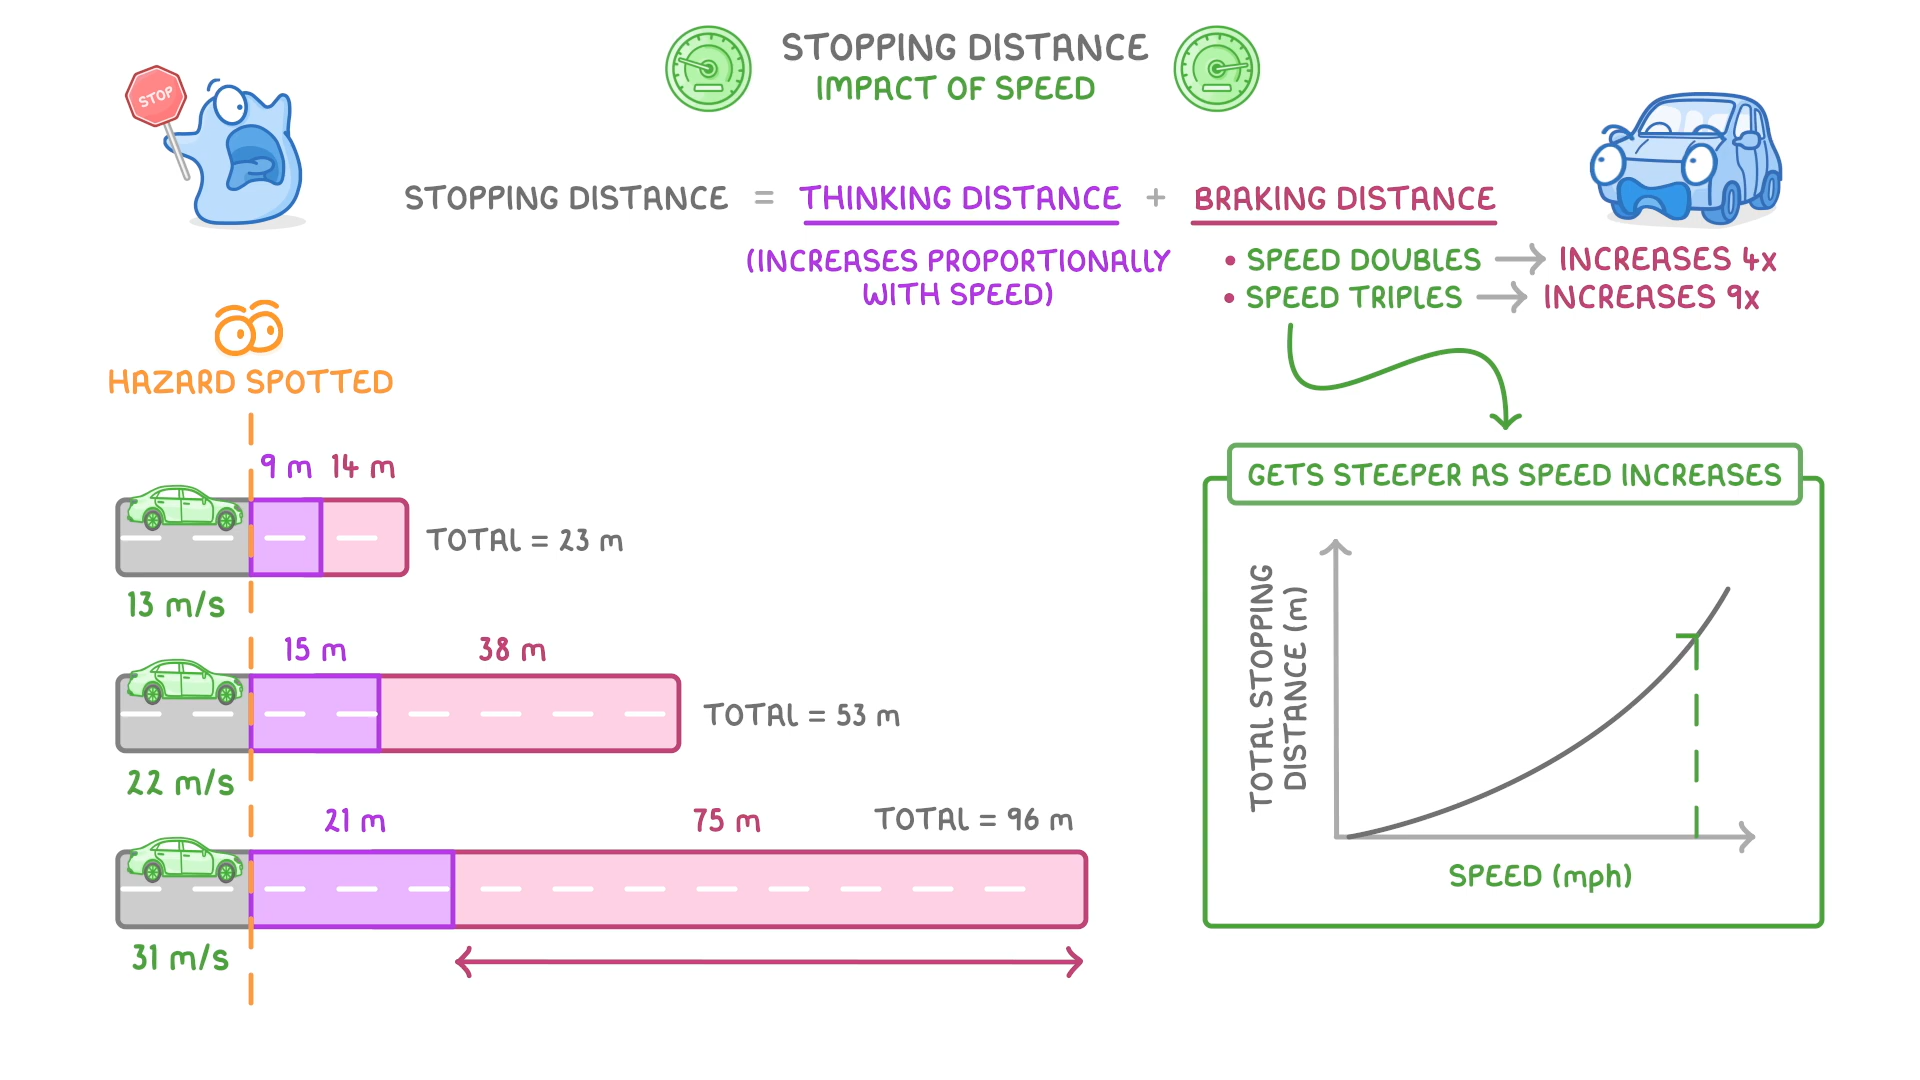 STOPPING DISTANCE
IMPACT OF SPEED
STOP
STOPPING DISTANCE = THINKING DISTANCE + BRAKING DISTANCE
(INCREASES PROPORTIONALLY
WITH SPEED)
• SPEED DOUBLES → INCREASES 4x
• SPEED TRIPLES → INCREASES 9x
HAZARD SPOTTED
9 m 14 m
TOTAL = 23 m
13 m/s
15 m 38 m
TOTAL = 53 m
22 m/s
21 m 75 m TOTAL = 96 m
31 m/s
GETS STEEPER AS SPEED INCREASES
TOTAL STOPPING
DISTANCE (m)
SPEED (mph)